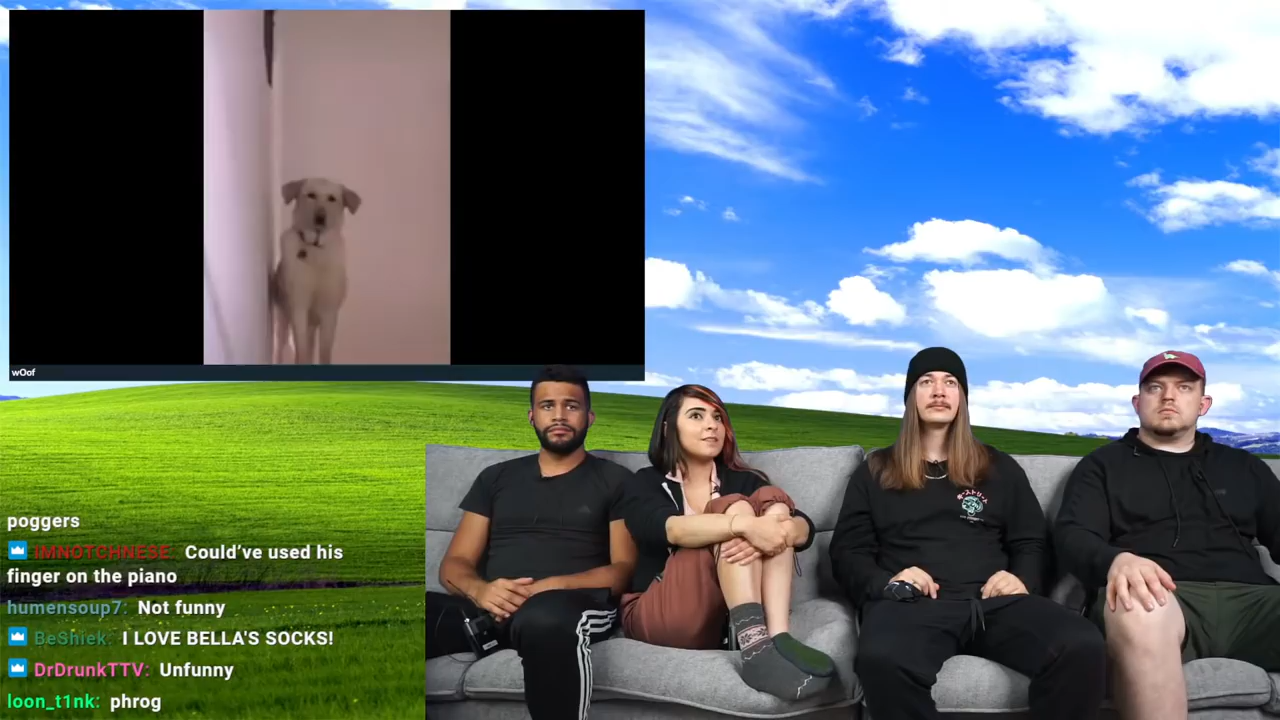 wOof
poggers
IMNOTCHNESE: Could've used his
finger on the piano
humensoup7: Not funny
BeShiek: I LOVE BELLA'S SOCKS!
DrDrunkTTV: Unfunny
loon_t1nk: phrog